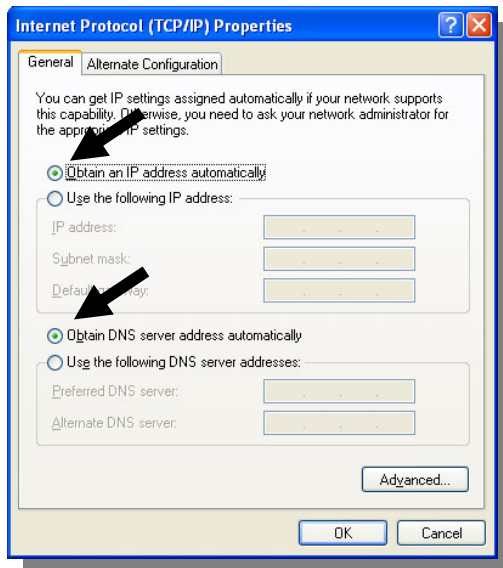 Internet Protocol (TCP/IP) Properties
General
Alternate Configuration
You can get IP settings assigned automatically if your network supports
this capability. Otherwise, you need to ask your network administrator for
the appropriate IP settings.
Obtain an IP address automatically
Use the following IP address:
IP address:
Subnet mask:
Default gateway:
Obtain DNS server address automatically
Use the following DNS server addresses:
Preferred DNS server:
Alternate DNS server:
Advanced...
OK
Cancel